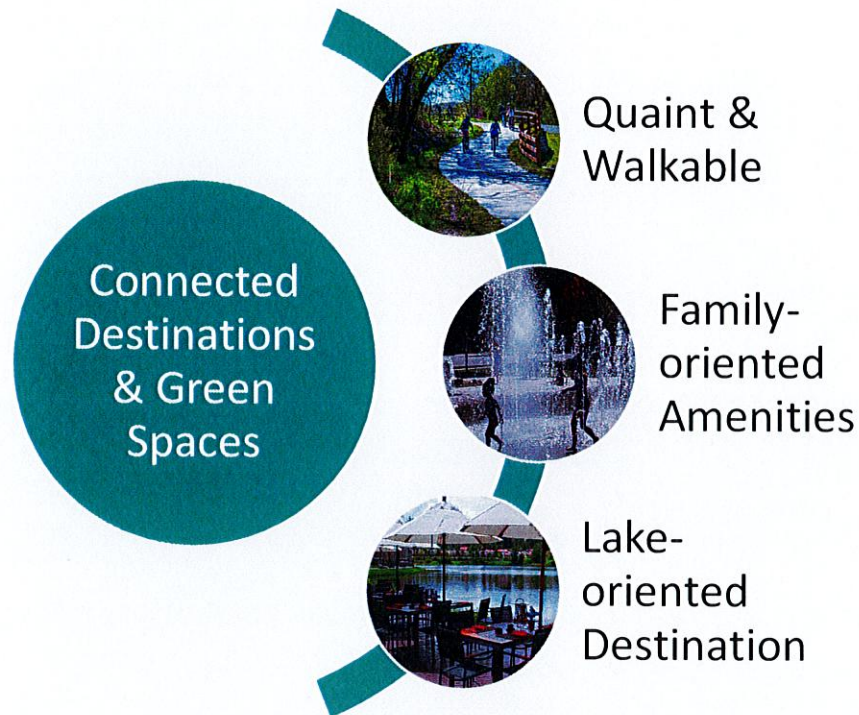 Connected
Destinations
& Green
Spaces
Quaint &
Walkable
Family-
oriented
Amenities
Lake-
oriented
Destination